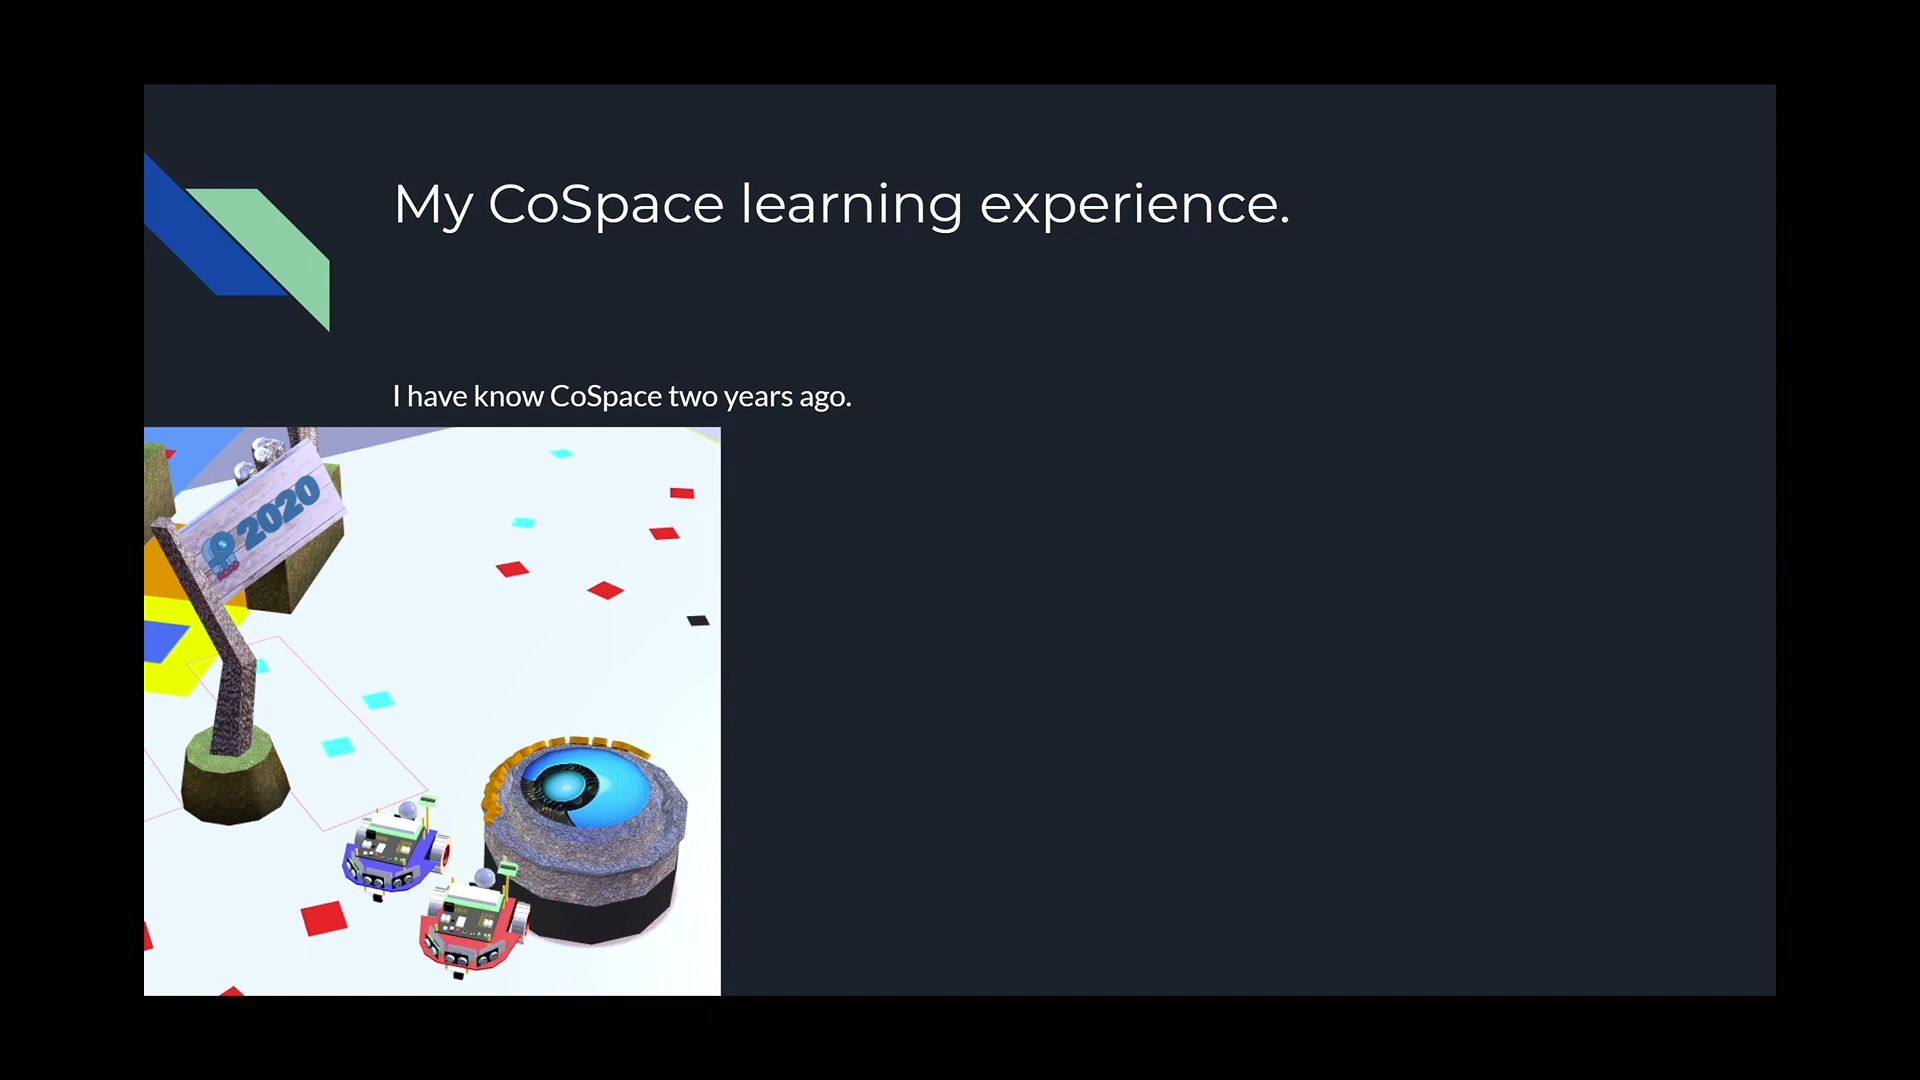 My CoSpace learning experience.
I have know CoSpace two years ago.
2020